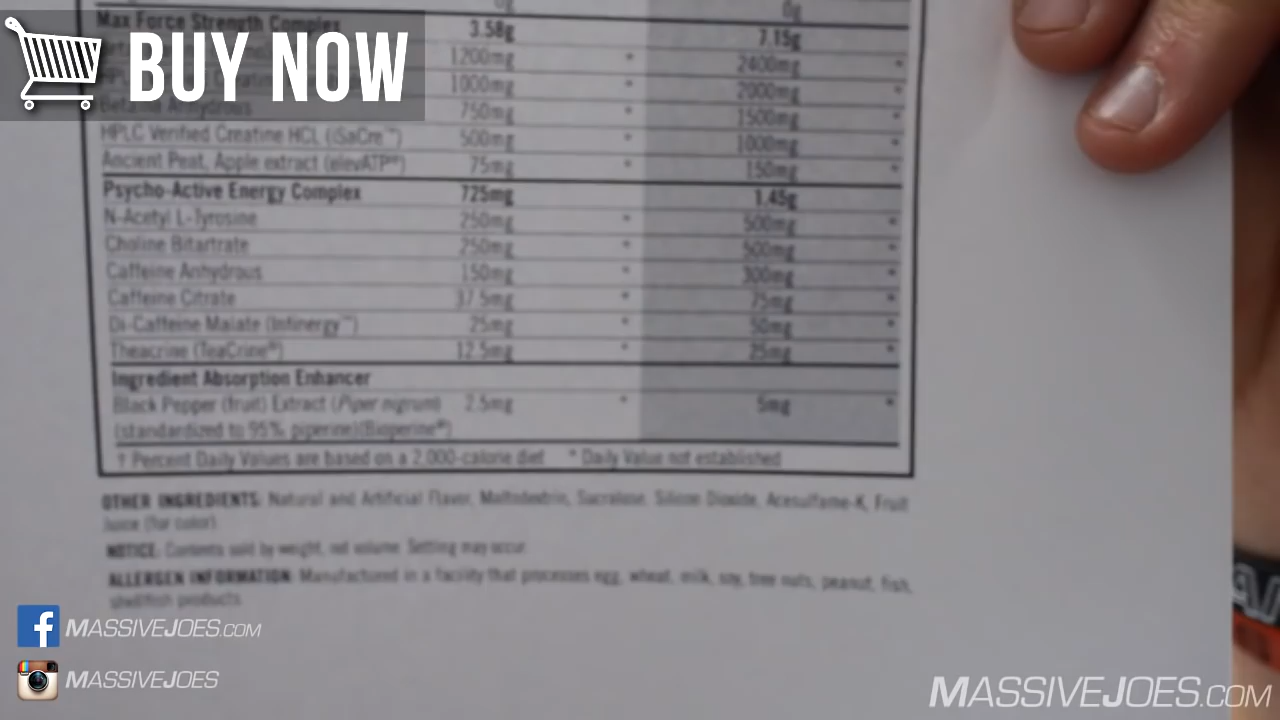 0g 0g
Max Force Strength Complex 3.58g 7.15g
1200mg * 2400mg *
1000mg * 2000mg *
Anhydrous 750mg * 1500mg *
HPLC Verified Creatine HCL (iSaCre™) 500mg * 1000mg *
Ancient Peat, Apple extract (elevATP®) 75mg * 150mg *
Psycho-Active Energy Complex 725mg 1.45g
N-Acetyl L-Tyrosine 250mg * 500mg *
Choline Bitartrate 250mg * 500mg *
Caffeine Anhydrous 150mg * 300mg *
Caffeine Citrate 37.5mg * 75mg *
Di-Caffeine Malate (Infinergy™) 25mg * 50mg *
Theacrine (TeaCrine®) 12.5mg * 25mg *
Ingredient Absorption Enhancer
Black Pepper (fruit) Extract (Piper nigrum) 2.5mg * 5mg *
(standardized to 95% piperine)(Bioperine®)
† Percent Daily Values are based on a 2,000-calorie diet * Daily Value not established
OTHER INGREDIENTS: Natural and Artificial Flavor, Maltodextrin, Sucralose, Silicon Dioxide, Acesulfame-K, Fruit
Juice (for color)
NOTICE: Contents sold by weight, not volume. Settling may occur.
ALLERGEN INFORMATION: Manufactured in a facility that processes egg, wheat, milk, soy, tree nuts, peanut, fish,
shellfish products
BUY NOW
MASSIVEJOES.COM
MASSIVEJOES
MASSIVEJOES.COM